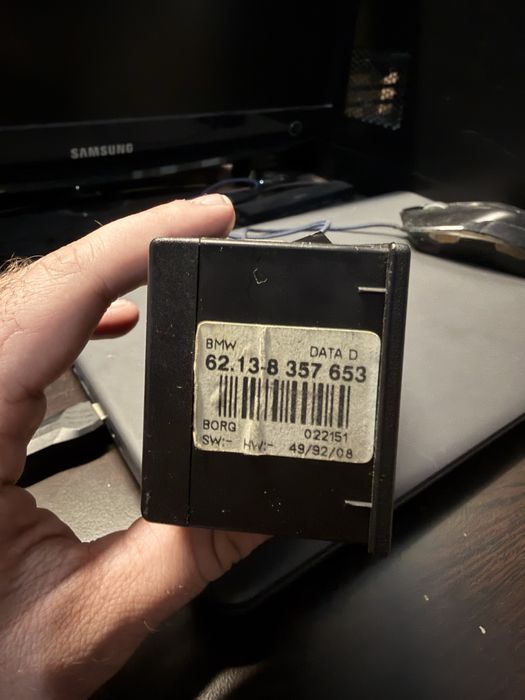 SAMSUNG
BMW DATA D
62.13-8 357 653
BORG 022151
SW:- HW:- 49/92/08